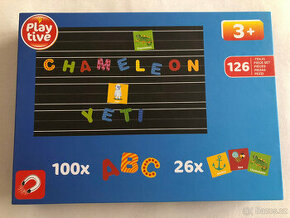 Play
tive
3+
CHAMELEON
126
YETI
100x
ABC
26x